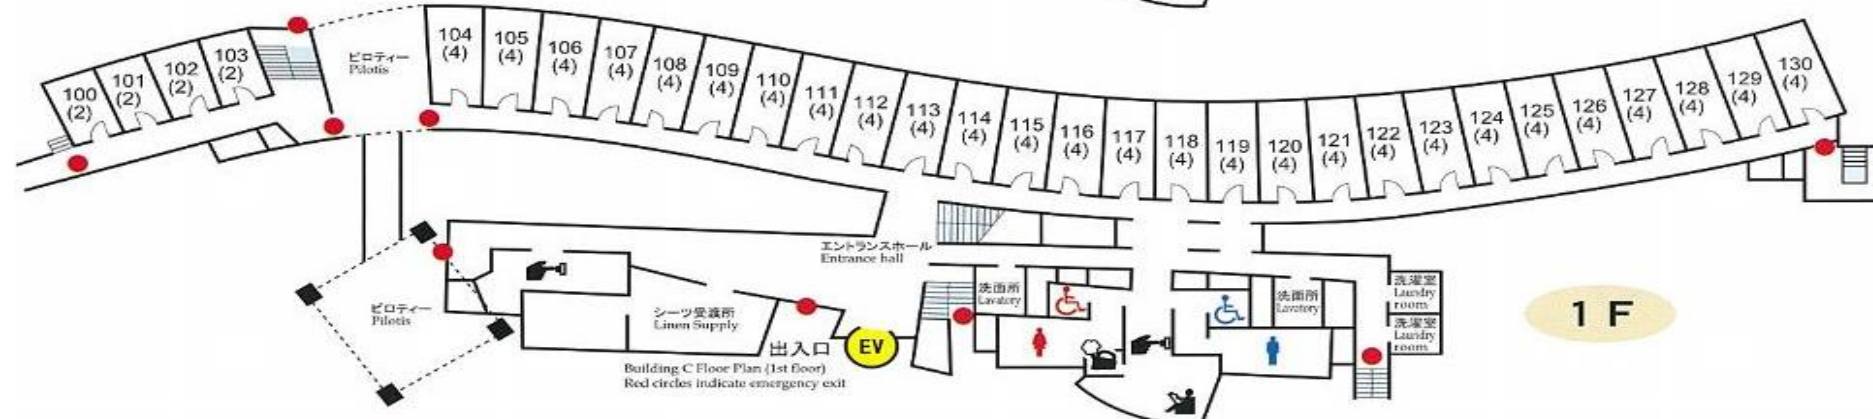 100
(2)
101
(2)
102
(2)
103
(2)
ピロティー
Pilotis
104
(4)
105
(4)
106
(4)
107
(4)
108
(4)
109
(4)
110
(4)
111
(4)
112
(4)
113
(4)
114
(4)
115
(4)
116
(4)
117
(4)
118
(4)
119
(4)
120
(4)
121
(4)
122
(4)
123
(4)
124
(4)
125
(4)
126
(4)
127
(4)
128
(4)
129
(4)
130
(4)
エントランスホール
Entrance hall
ピロティー
Pilotis
シーツ受渡所
Linen Supply
出入口
EV
洗面所
Lavatory
洗面所
Lavatory
洗濯室
Laundry
room
洗濯室
Laundry
room
1 F
Building C Floor Plan (1st floor)
Red circles indicate emergency exit